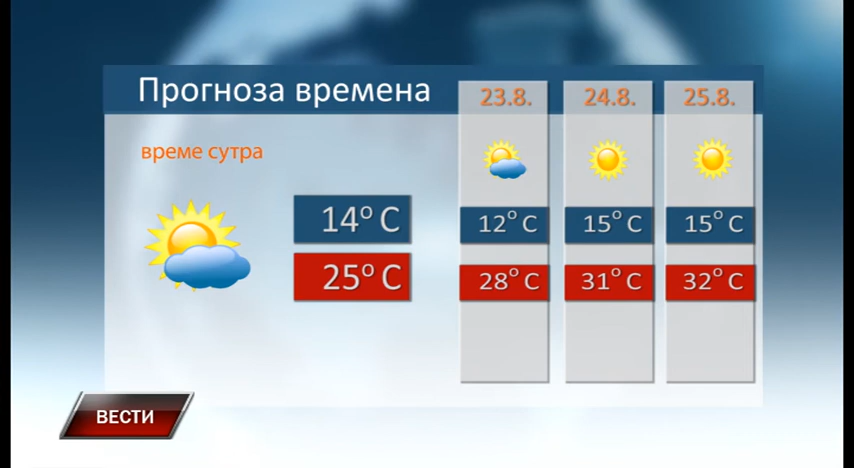 Прогноза времена
време сутра
14° C
25° C
23.8.
12° C
28° C
24.8.
15° C
31° C
25.8.
15° C
32° C
ВЕСТИ